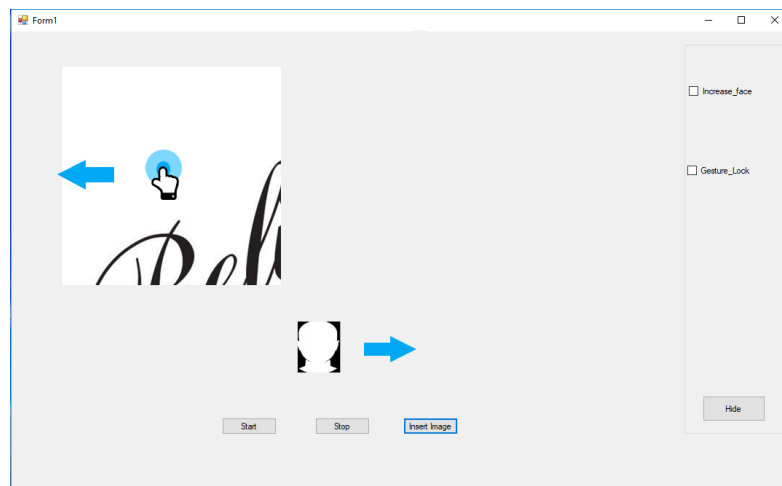 Form1
Increase_face
Gesture_Lock
Hide
Start
Stop
Insert Image